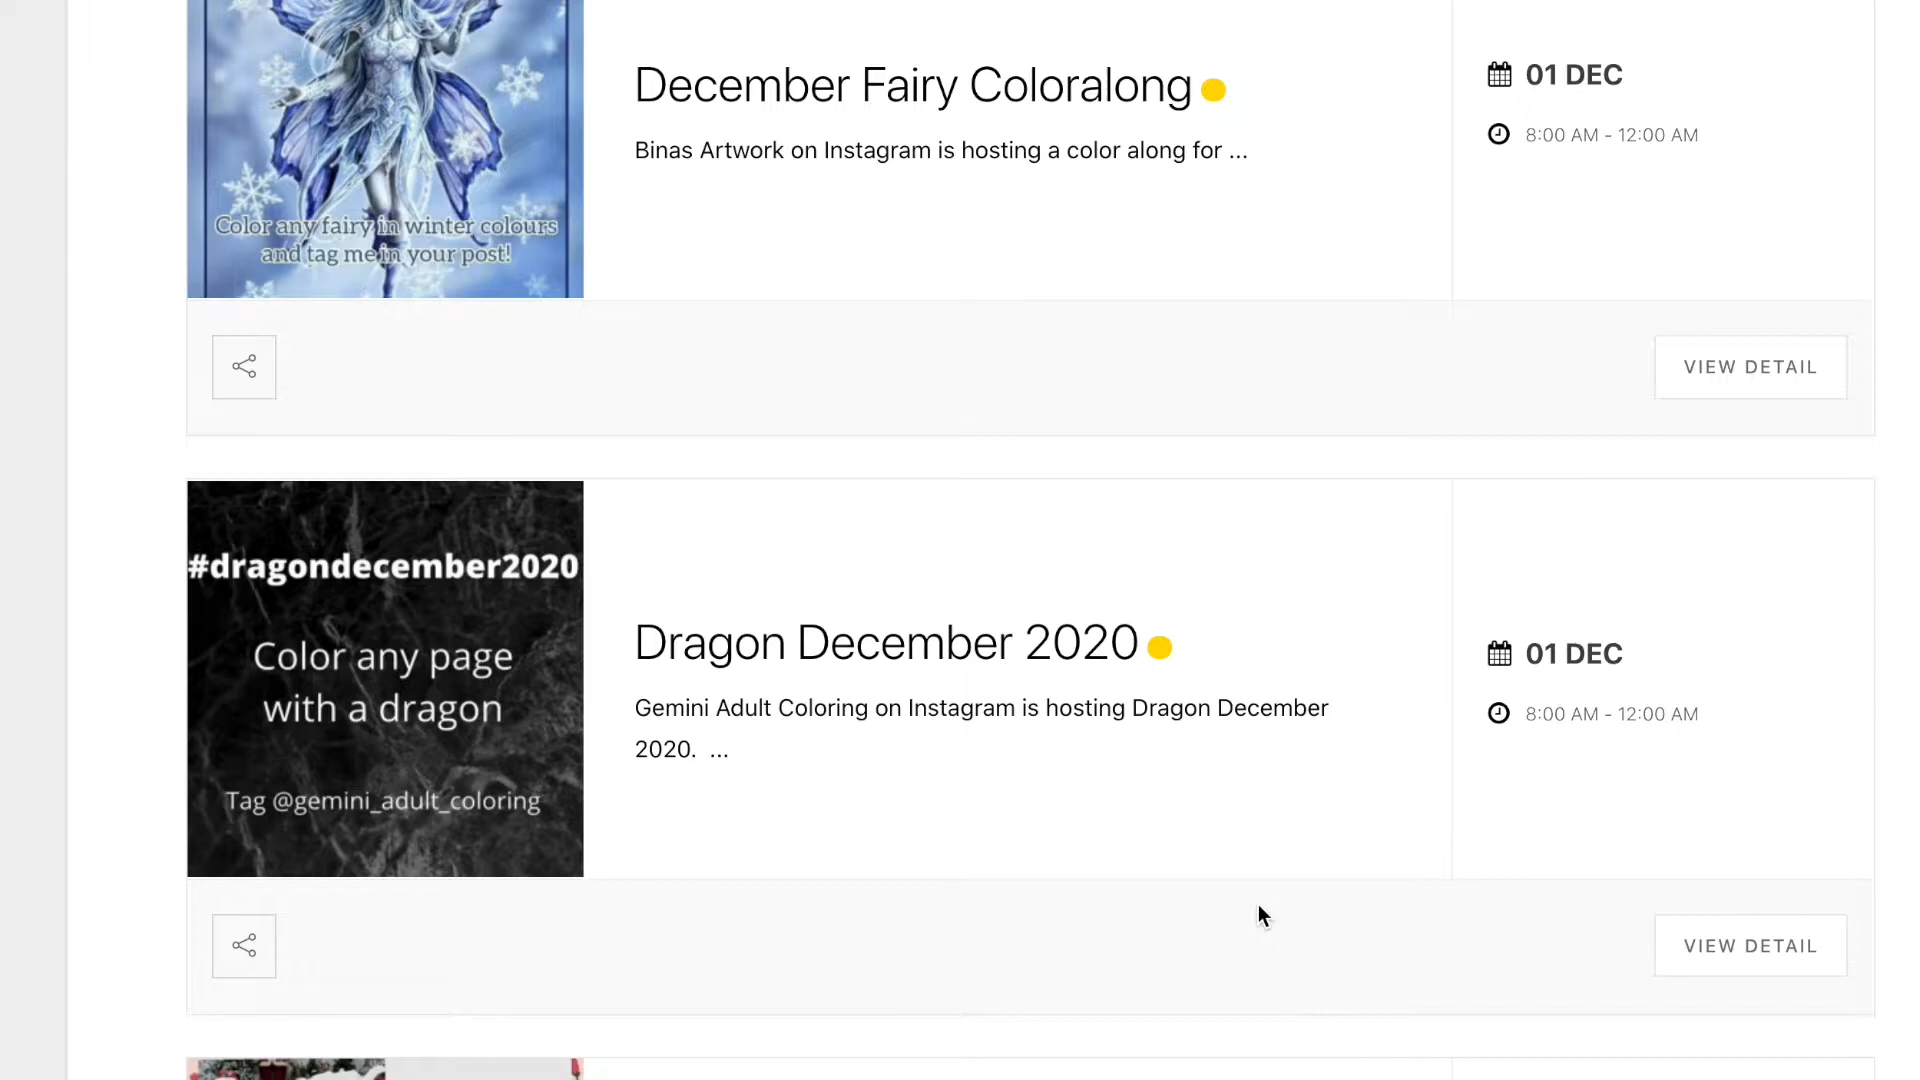 Color any fairy in winter colours
and tag me in your post!
December Fairy Coloralong
Binas Artwork on Instagram is hosting a color along for ...
01 DEC
8:00 AM - 12:00 AM
VIEW DETAIL
#dragondecember2020
Color any page
with a dragon
Tag @gemini_adult_coloring
Dragon December 2020
Gemini Adult Coloring on Instagram is hosting Dragon December
2020.  ...
01 DEC
8:00 AM - 12:00 AM
VIEW DETAIL